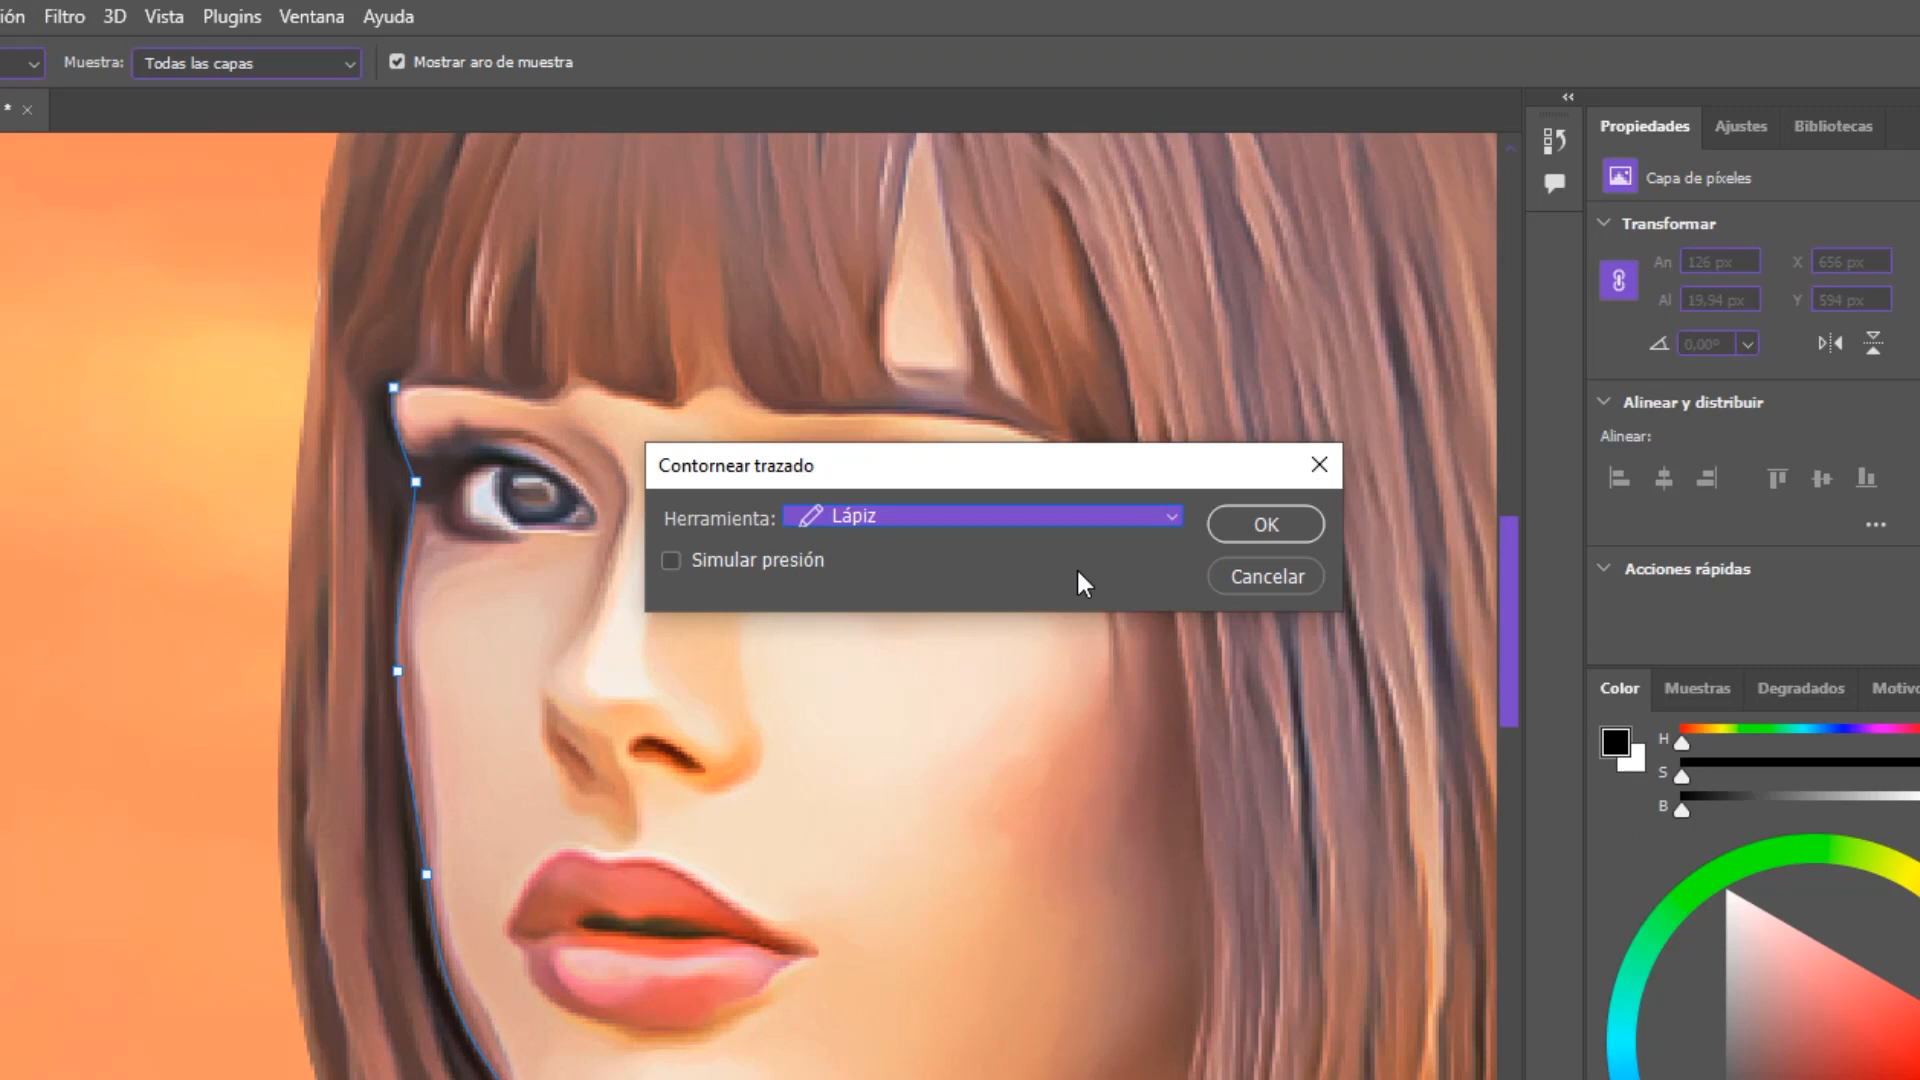 ión Filtro 3D Vista Plugins Ventana Ayuda
Muestra: Todas las capas Mostrar aro de muestra
*
Propiedades Ajustes Bibliotecas
Capa de píxeles
Transformar
An 126 px X 656 px
Al 19,94 px Y 594 px
0,00°
Alinear y distribuir
Alinear:
Acciones rápidas
Contornear trazado
Herramienta: Lápiz
OK
Simular presión
Cancelar
Color Muestras Degradados Motivo
H
S
B